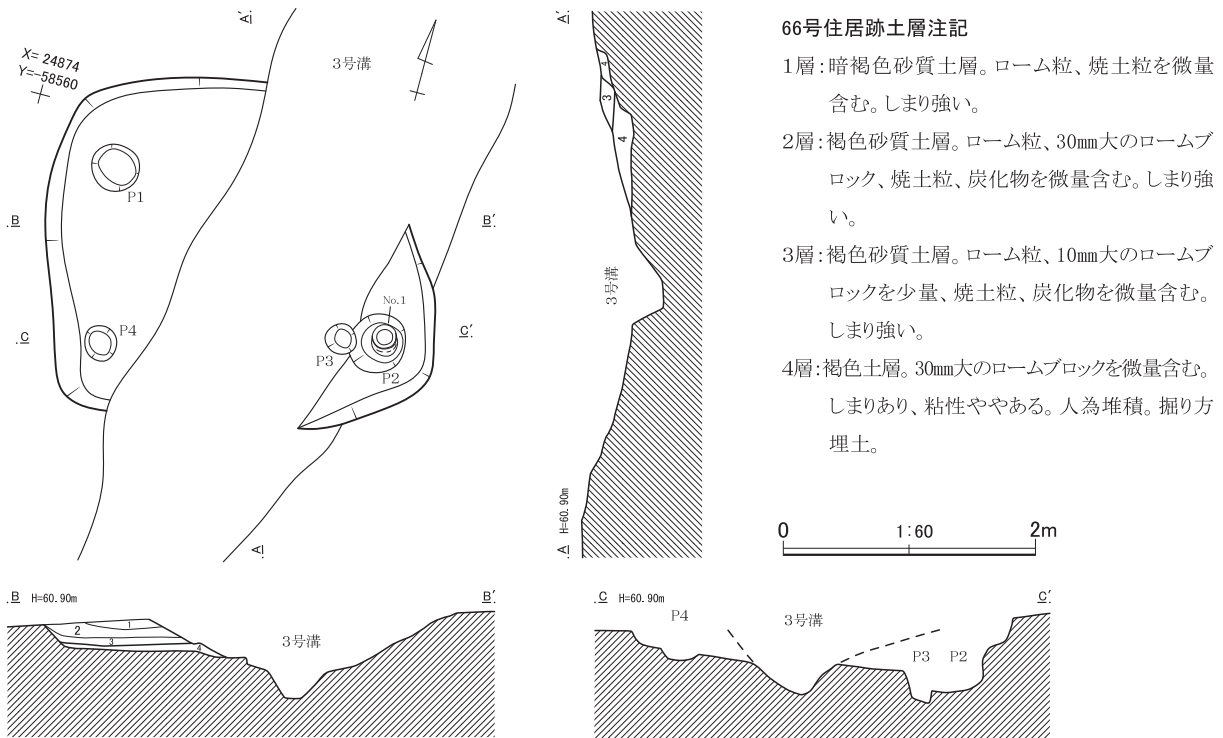 X= 24874
Y=-58560
A′
3号溝
P1
B
B′
No.1
C
P4
P3
C′
P2
A
A′
4
3
4
3号溝
H=60.90m
A
66号住居跡土層注記
1層:暗褐色砂質土層。ローム粒、焼土粒を微量
含む。しまり強い。
2層:褐色砂質土層。ローム粒、30mm大のロームブ
ロック、焼土粒、炭化物を微量含む。しまり強
い。
3層:褐色砂質土層。ローム粒、10mm大のロームブ
ロックを少量、焼土粒、炭化物を微量含む。
しまり強い。
4層:褐色土層。30mm大のロームブロックを微量含む。
しまりあり、粘性ややある。人為堆積。掘り方
埋土。
0 1:60 2m
B H=60.90m B′
1
2
3
4
3号溝
C H=60.90m C′
P4 3号溝
P3 P2